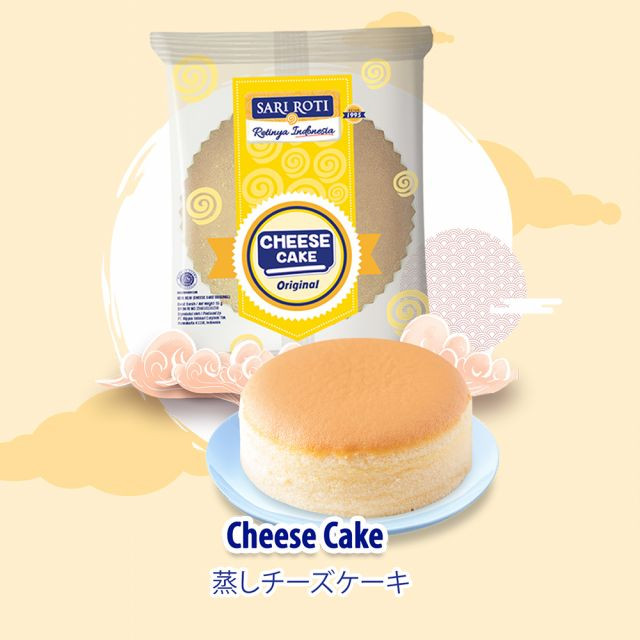 SARI ROTI
Rotinya Indonesia
SINCE
1995
CHEESE
CAKE
Original
Cheese Cake
蒸しチーズケーキ